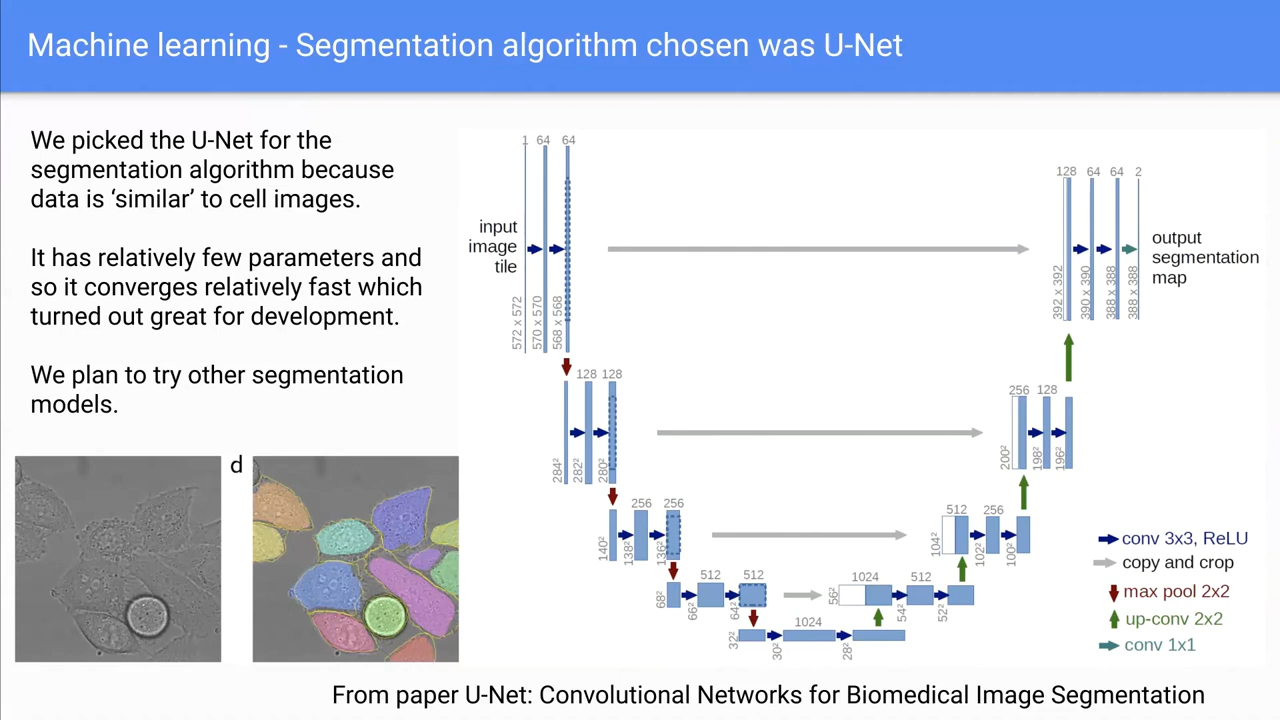 Machine learning - Segmentation algorithm chosen was U-Net
We picked the U-Net for the
segmentation algorithm because
data is ‘similar’ to cell images.
It has relatively few parameters and
so it converges relatively fast which
turned out great for development.
We plan to try other segmentation
models.
d
1 64 64
input
image
tile
572 x 572
570 x 570
568 x 568
128 128
284²
282²
280²
256 256
140²
138²
136²
512 512
68²
66²
64²
1024
32²
30²
28²
1024 512
56²
54²
52²
512 256
104²
102²
100²
256 128
200²
198²
196²
128 64 64 2
392 x 392
390 x 390
388 x 388
388 x 388
output
segmentation
map
conv 3x3, ReLU
copy and crop
max pool 2x2
up-conv 2x2
conv 1x1
From paper U-Net: Convolutional Networks for Biomedical Image Segmentation